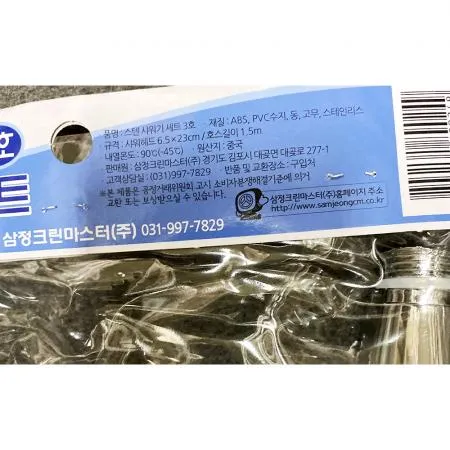 품명 : 스텐 샤워기 세트 3호 재질 : ABS, PVC수지, 동, 고무, 스테인리스
규격 : 샤워헤드 6.5×23cm / 호스길이 1.5m
내열온도 : 90℃(-45℃) 원산지 : 중국
판매원 : 삼정크린마스터(주) 경기도 김포시 대곶면 대곶로 277-1
고객상담실 : (031)997-7829 반품 및 교환장소 : 구입처
※본 제품은 공정거래위원회 고시 소비자분쟁해결기준에 의거
교환 또는 보상받으실 수 있습니다.
삼정크린마스터(주)홈페이지 주소
www.samjeongcm.co.kr
삼정크린마스터(주) 031-997-7829
트